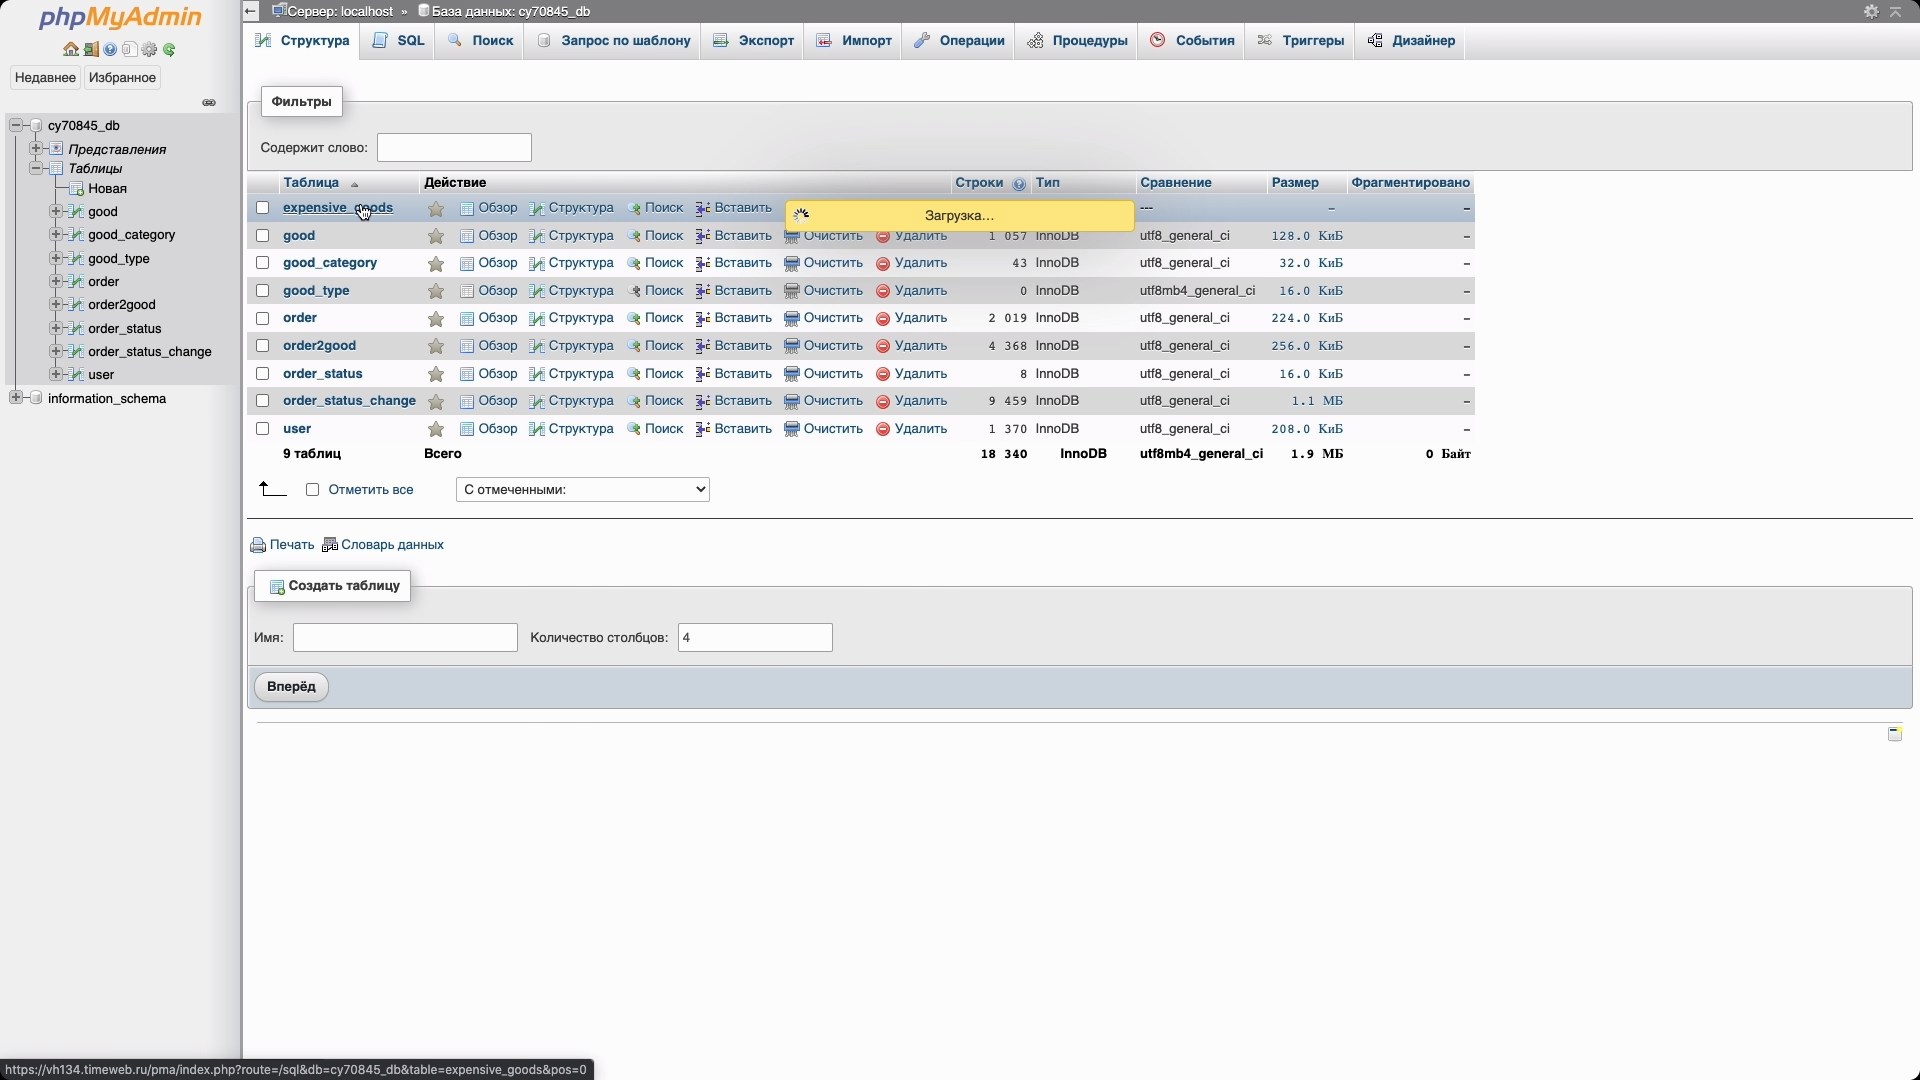 phpMyAdmin
Недавнее Избранное
cy70845_db
Представления
Таблицы
Новая
good
good_category
good_type
order
order2good
order_status
order_status_change
user
information_schema
Сервер: localhost » База данных: cy70845_db
Структура SQL Поиск Запрос по шаблону Экспорт Импорт Операции Процедуры События Триггеры Дизайнер
Фильтры
Содержит слово:
Таблица Действие Строки Тип Сравнение Размер Фрагментировано
expensive_goods Обзор Структура Поиск Вставить --- – –
Загрузка...
good Обзор Структура Поиск Вставить Очистить Удалить 1 057 InnoDB utf8_general_ci 128.0 КиБ –
good_category Обзор Структура Поиск Вставить Очистить Удалить 43 InnoDB utf8_general_ci 32.0 КиБ –
good_type Обзор Структура Поиск Вставить Очистить Удалить 0 InnoDB utf8mb4_general_ci 16.0 КиБ –
order Обзор Структура Поиск Вставить Очистить Удалить 2 019 InnoDB utf8_general_ci 224.0 КиБ –
order2good Обзор Структура Поиск Вставить Очистить Удалить 4 368 InnoDB utf8_general_ci 256.0 КиБ –
order_status Обзор Структура Поиск Вставить Очистить Удалить 8 InnoDB utf8_general_ci 16.0 КиБ –
order_status_change Обзор Структура Поиск Вставить Очистить Удалить 9 459 InnoDB utf8_general_ci 1.1 МБ –
user Обзор Структура Поиск Вставить Очистить Удалить 1 370 InnoDB utf8_general_ci 208.0 КиБ –
9 таблиц Всего 18 340 InnoDB utf8mb4_general_ci 1.9 МБ 0 Байт
Отметить все С отмеченными:
Печать Словарь данных
Создать таблицу
Имя: Количество столбцов: 4
Вперёд
https://vh134.timeweb.ru/pma/index.php?route=/sql&db=cy70845_db&table=expensive_goods&pos=0